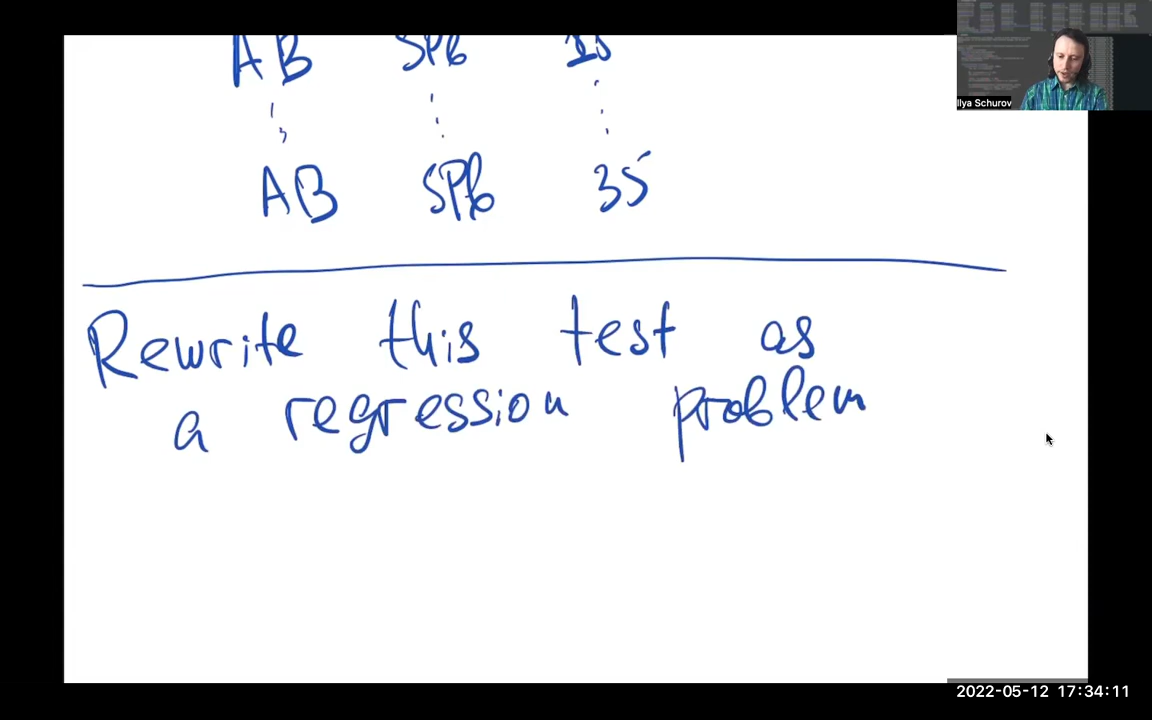 AB SPb 10
AB SPb 35
Rewrite this test as
a regression problem
Ilya Schurov
2022-05-12 17:34:11